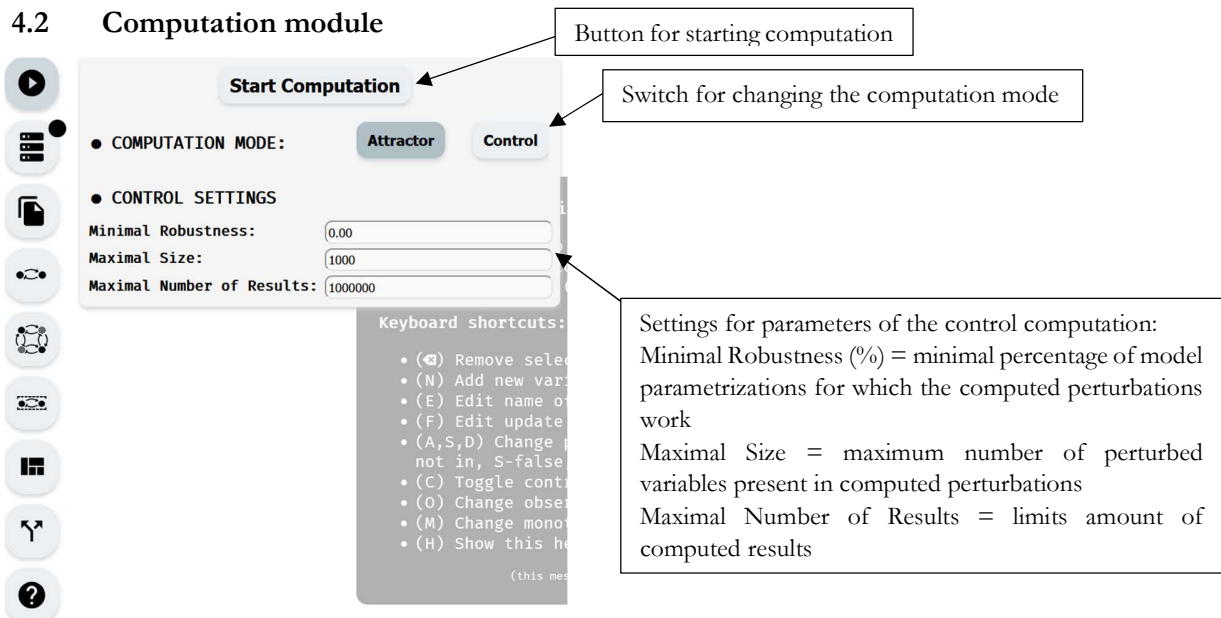 4.2 Computation module
Button for starting computation
Start Computation
Switch for changing the computation mode
● COMPUTATION MODE: Attractor Control
● CONTROL SETTINGS
Minimal Robustness: 0.00
Maximal Size: 1000
Maximal Number of Results: 1000000
Settings for parameters of the control computation:
Minimal Robustness (%) = minimal percentage of model
parametrizations for which the computed perturbations
work
Maximal Size = maximum number of perturbed
variables present in computed perturbations
Maximal Number of Results = limits amount of
computed results
Keyboard shortcuts:
• (⌫) Remove selec
• (N) Add new var
• (E) Edit name of
• (F) Edit update
• (A,S,D) Change
not in, S-false
• (C) Toggle cont
• (O) Change obser
• (M) Change monot
• (H) Show this he
(this mes